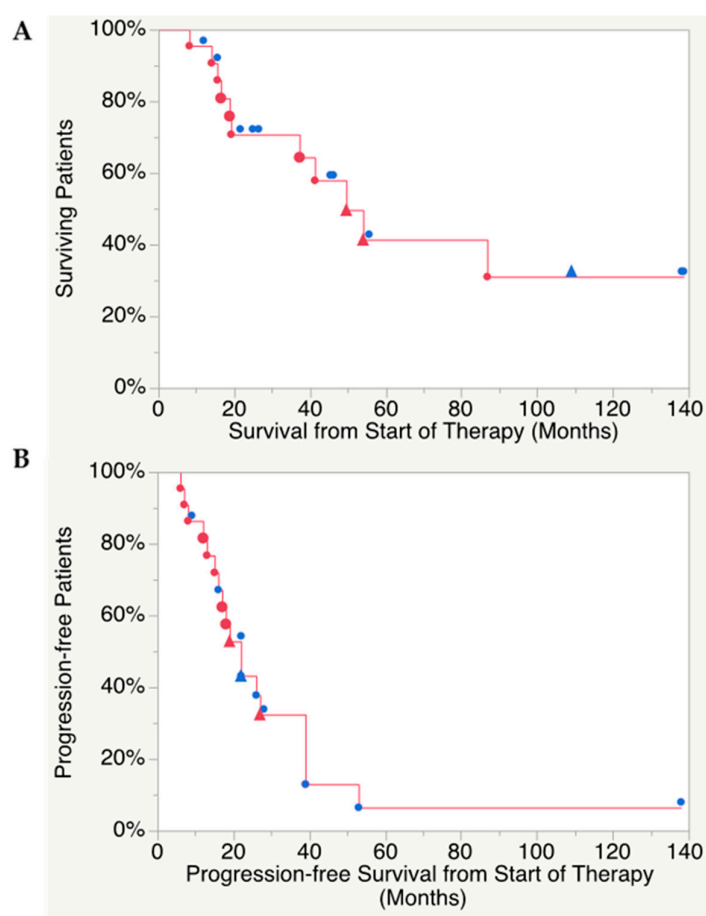 A
100%
80%
60%
40%
20%
0%
Surviving Patients
0 20 40 60 80 100 120 140
Survival from Start of Therapy (Months)
B
100%
80%
60%
40%
20%
0%
Progression-free Patients
0 20 40 60 80 100 120 140
Progression-free Survival from Start of Therapy
(Months)